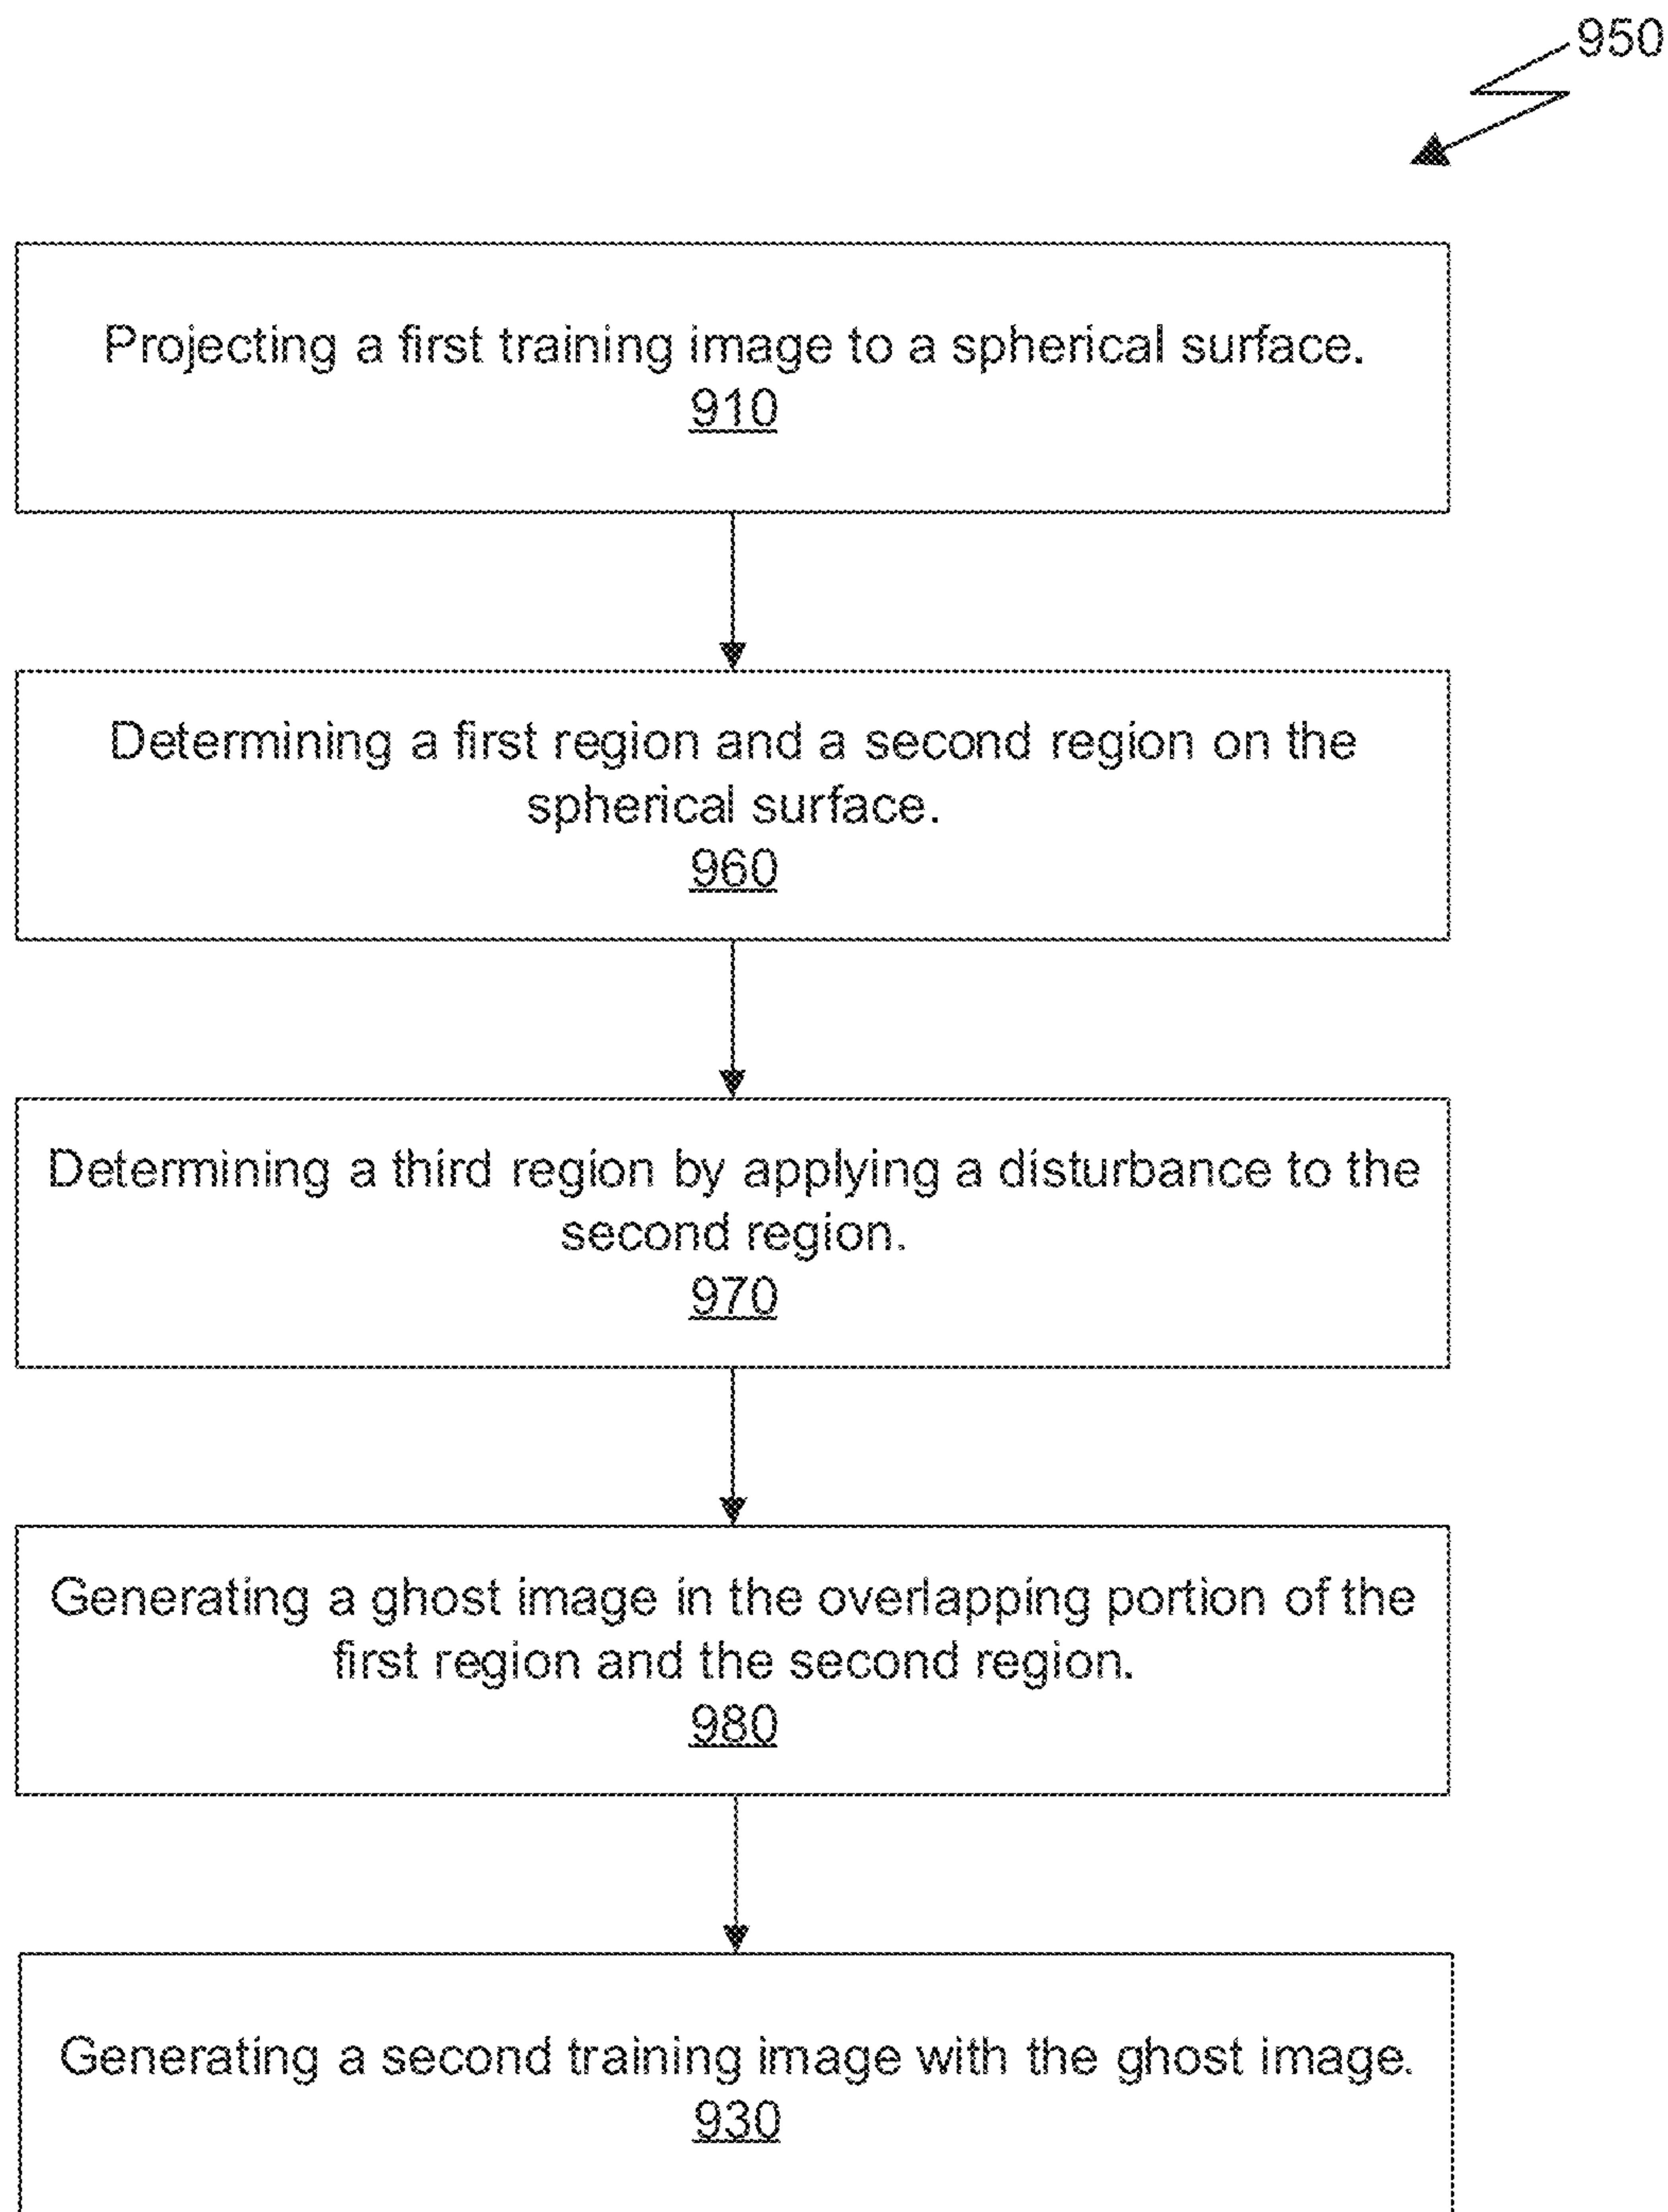 950
Projecting a first training image to a spherical surface.
910
Determining a first region and a second region on the
spherical surface.
960
Determining a third region by applying a disturbance to the
second region.
970
Generating a ghost image in the overlapping portion of the
first region and the second region.
980
Generating a second training image with the ghost image.
930